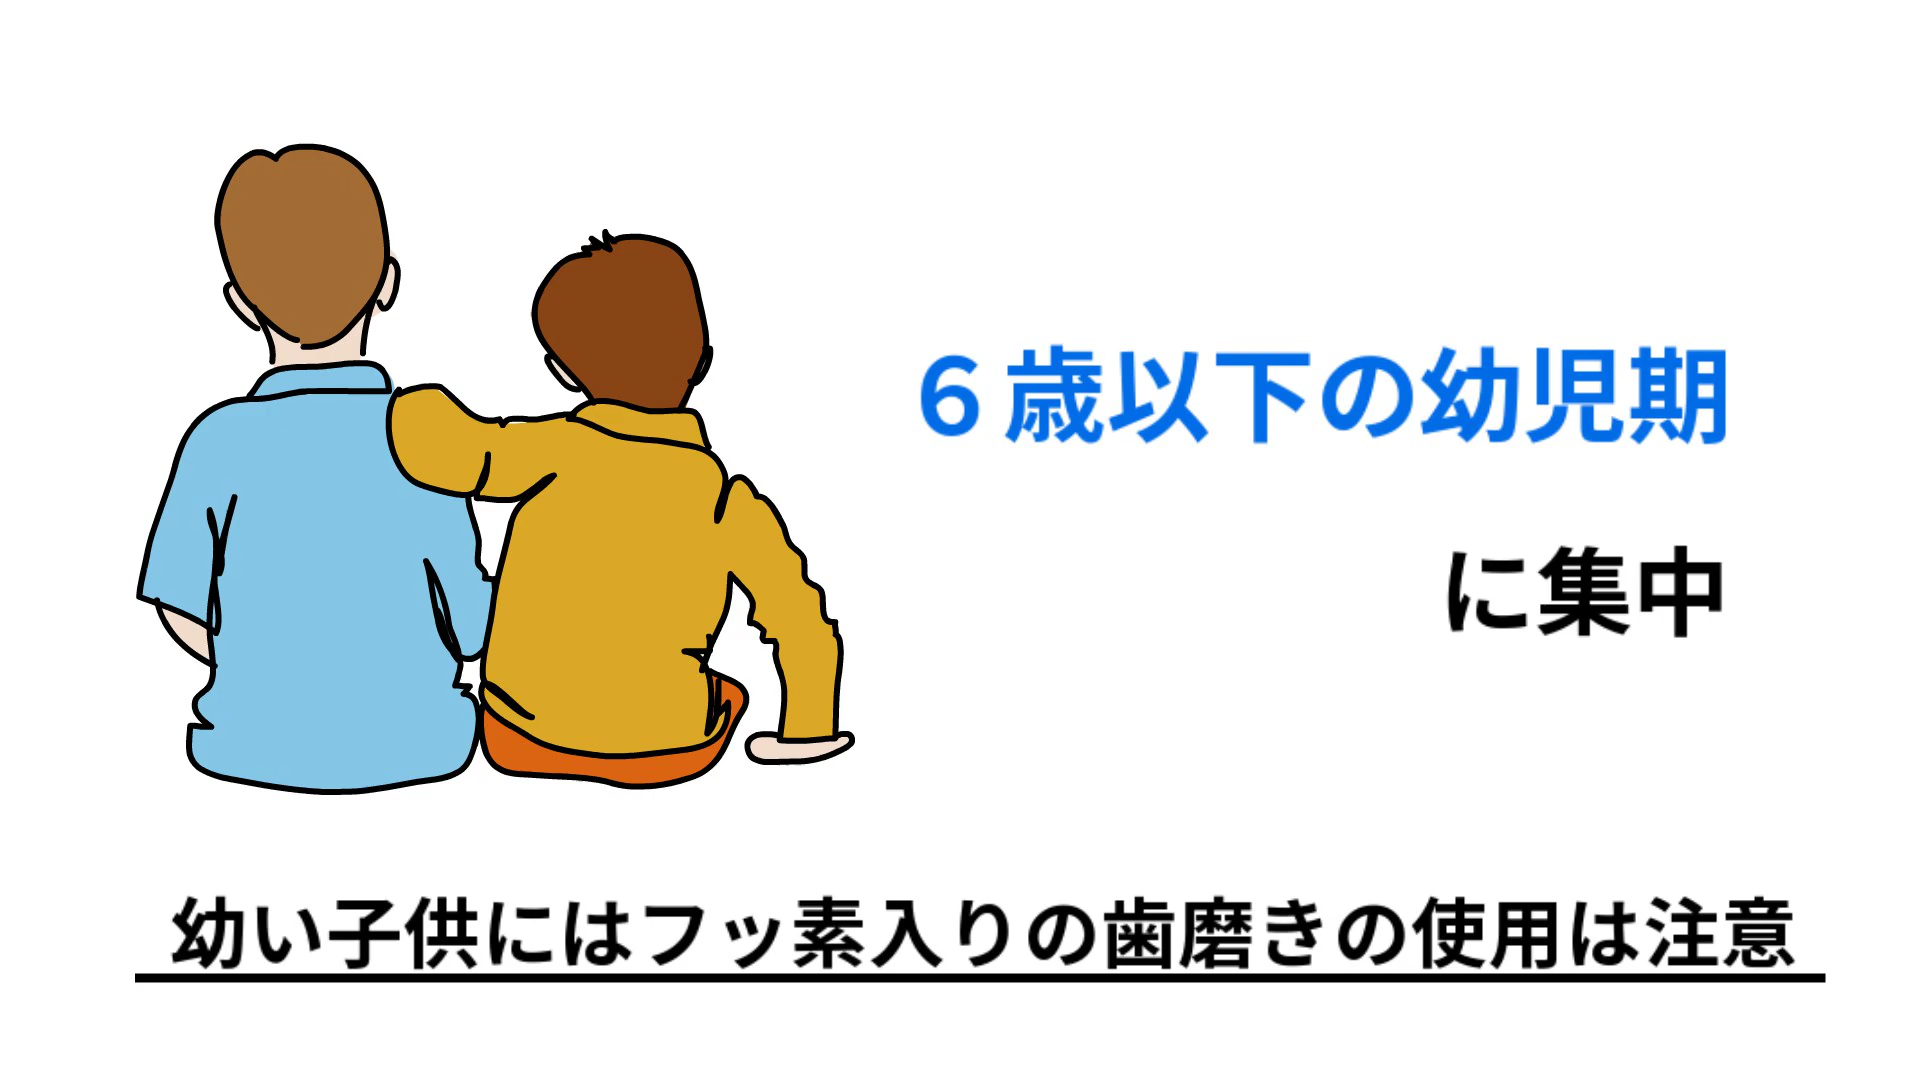 ６歳以下の幼児期
に集中
幼い子供にはフッ素入りの歯磨きの使用は注意